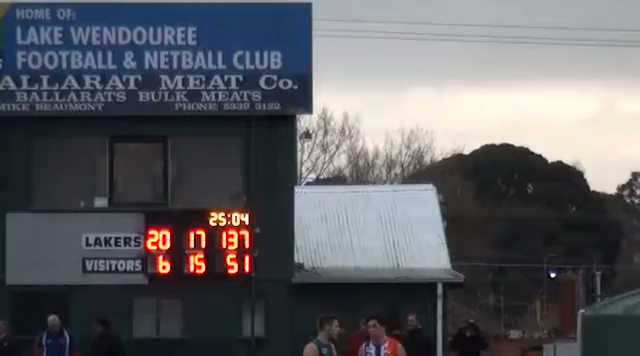 HOME OF:
LAKE WENDOUREE
FOOTBALL & NETBALL CLUB
ALLARAT MEAT Co.
BALLARATS BULK MEATS
MIKE BEAUMONT PHONE: 5339 3122
25:04
LAKERS 20 17 137
VISITORS 6 15 51